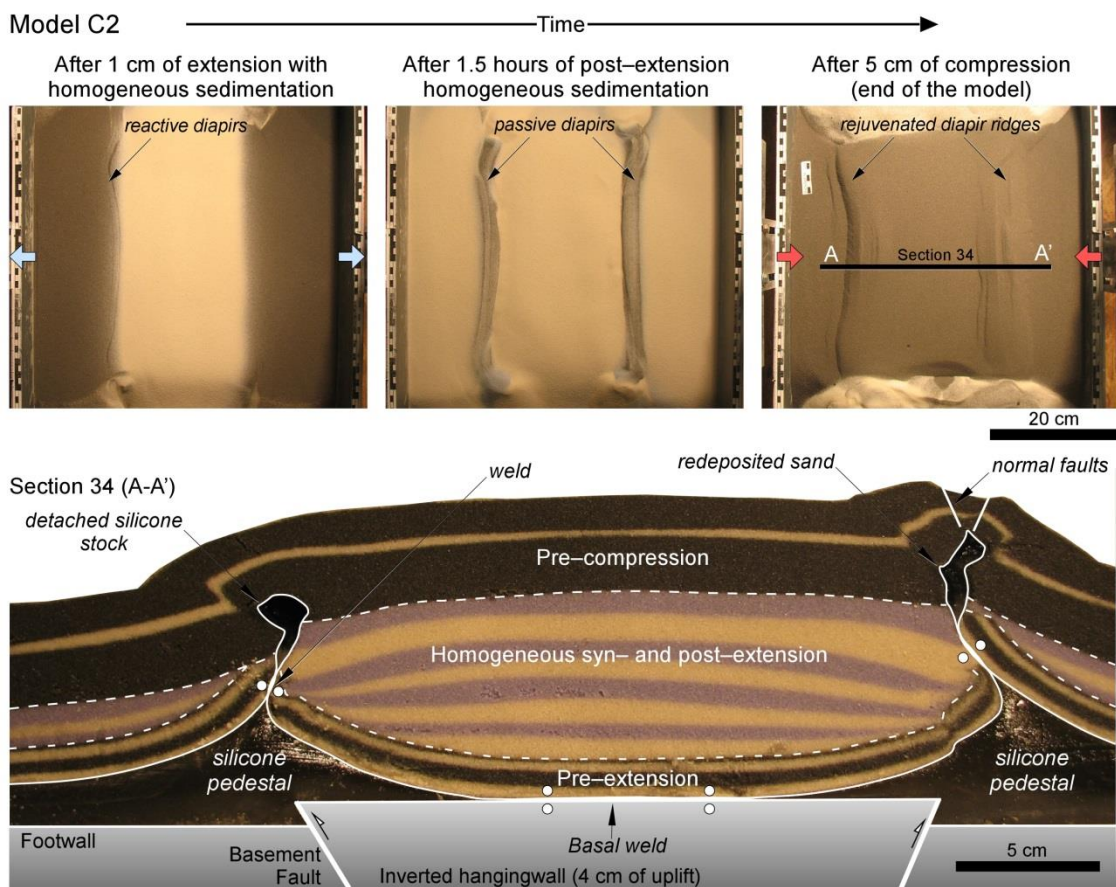 Model C2
Time
After 1 cm of extension with
homogeneous sedimentation
After 1.5 hours of post–extension
homogeneous sedimentation
After 5 cm of compression
(end of the model)
reactive diapirs
passive diapirs
rejuvenated diapir ridges
A
Section 34
A'
20 cm
Section 34 (A-A')
weld
redeposited sand
normal faults
detached silicone
stock
Pre–compression
Homogeneous syn– and post–extension
silicone
pedestal
Pre–extension
silicone
pedestal
Footwall
Basement
Fault
Basal weld
Inverted hangingwall (4 cm of uplift)
5 cm